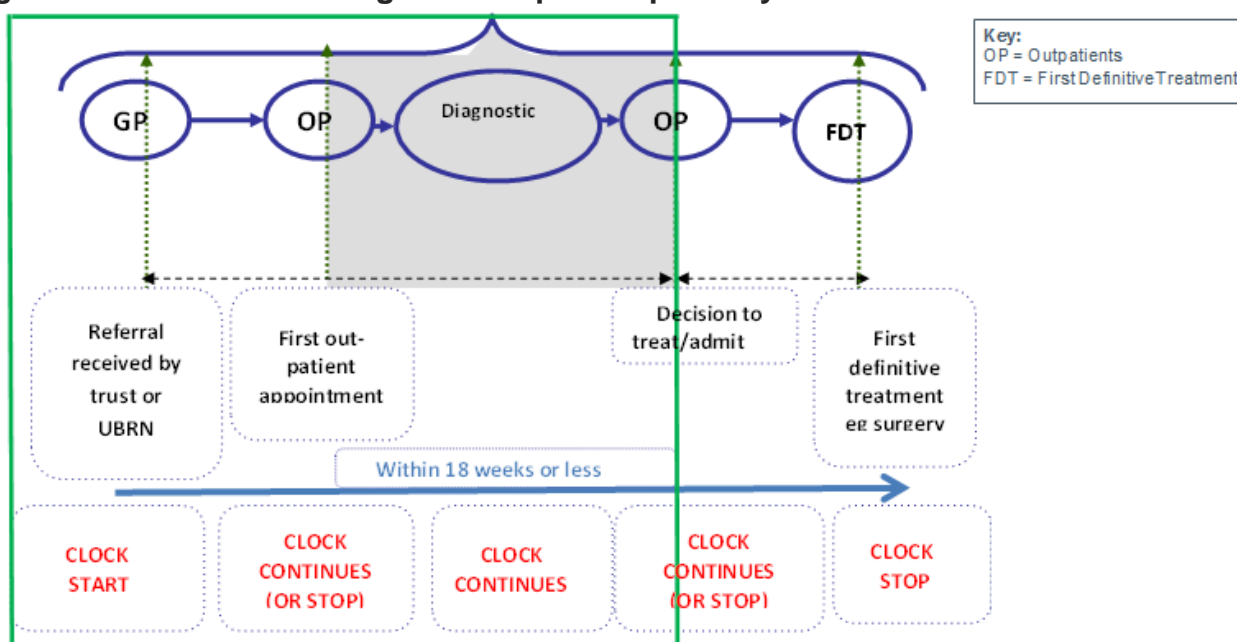 Key:
OP = Outpatients
FDT = First Definitive Treatment
GP
OP
Diagnostic
OP
FDT
Referral
received by
trust or
UBRN
First out-
patient
appointment
Decision to
treat/admit
First
definitive
treatment
eg surgery
Within 18 weeks or less
CLOCK
START
CLOCK
CONTINUES
(OR STOP)
CLOCK
CONTINUES
CLOCK
CONTINUES
(OR STOP)
CLOCK
STOP